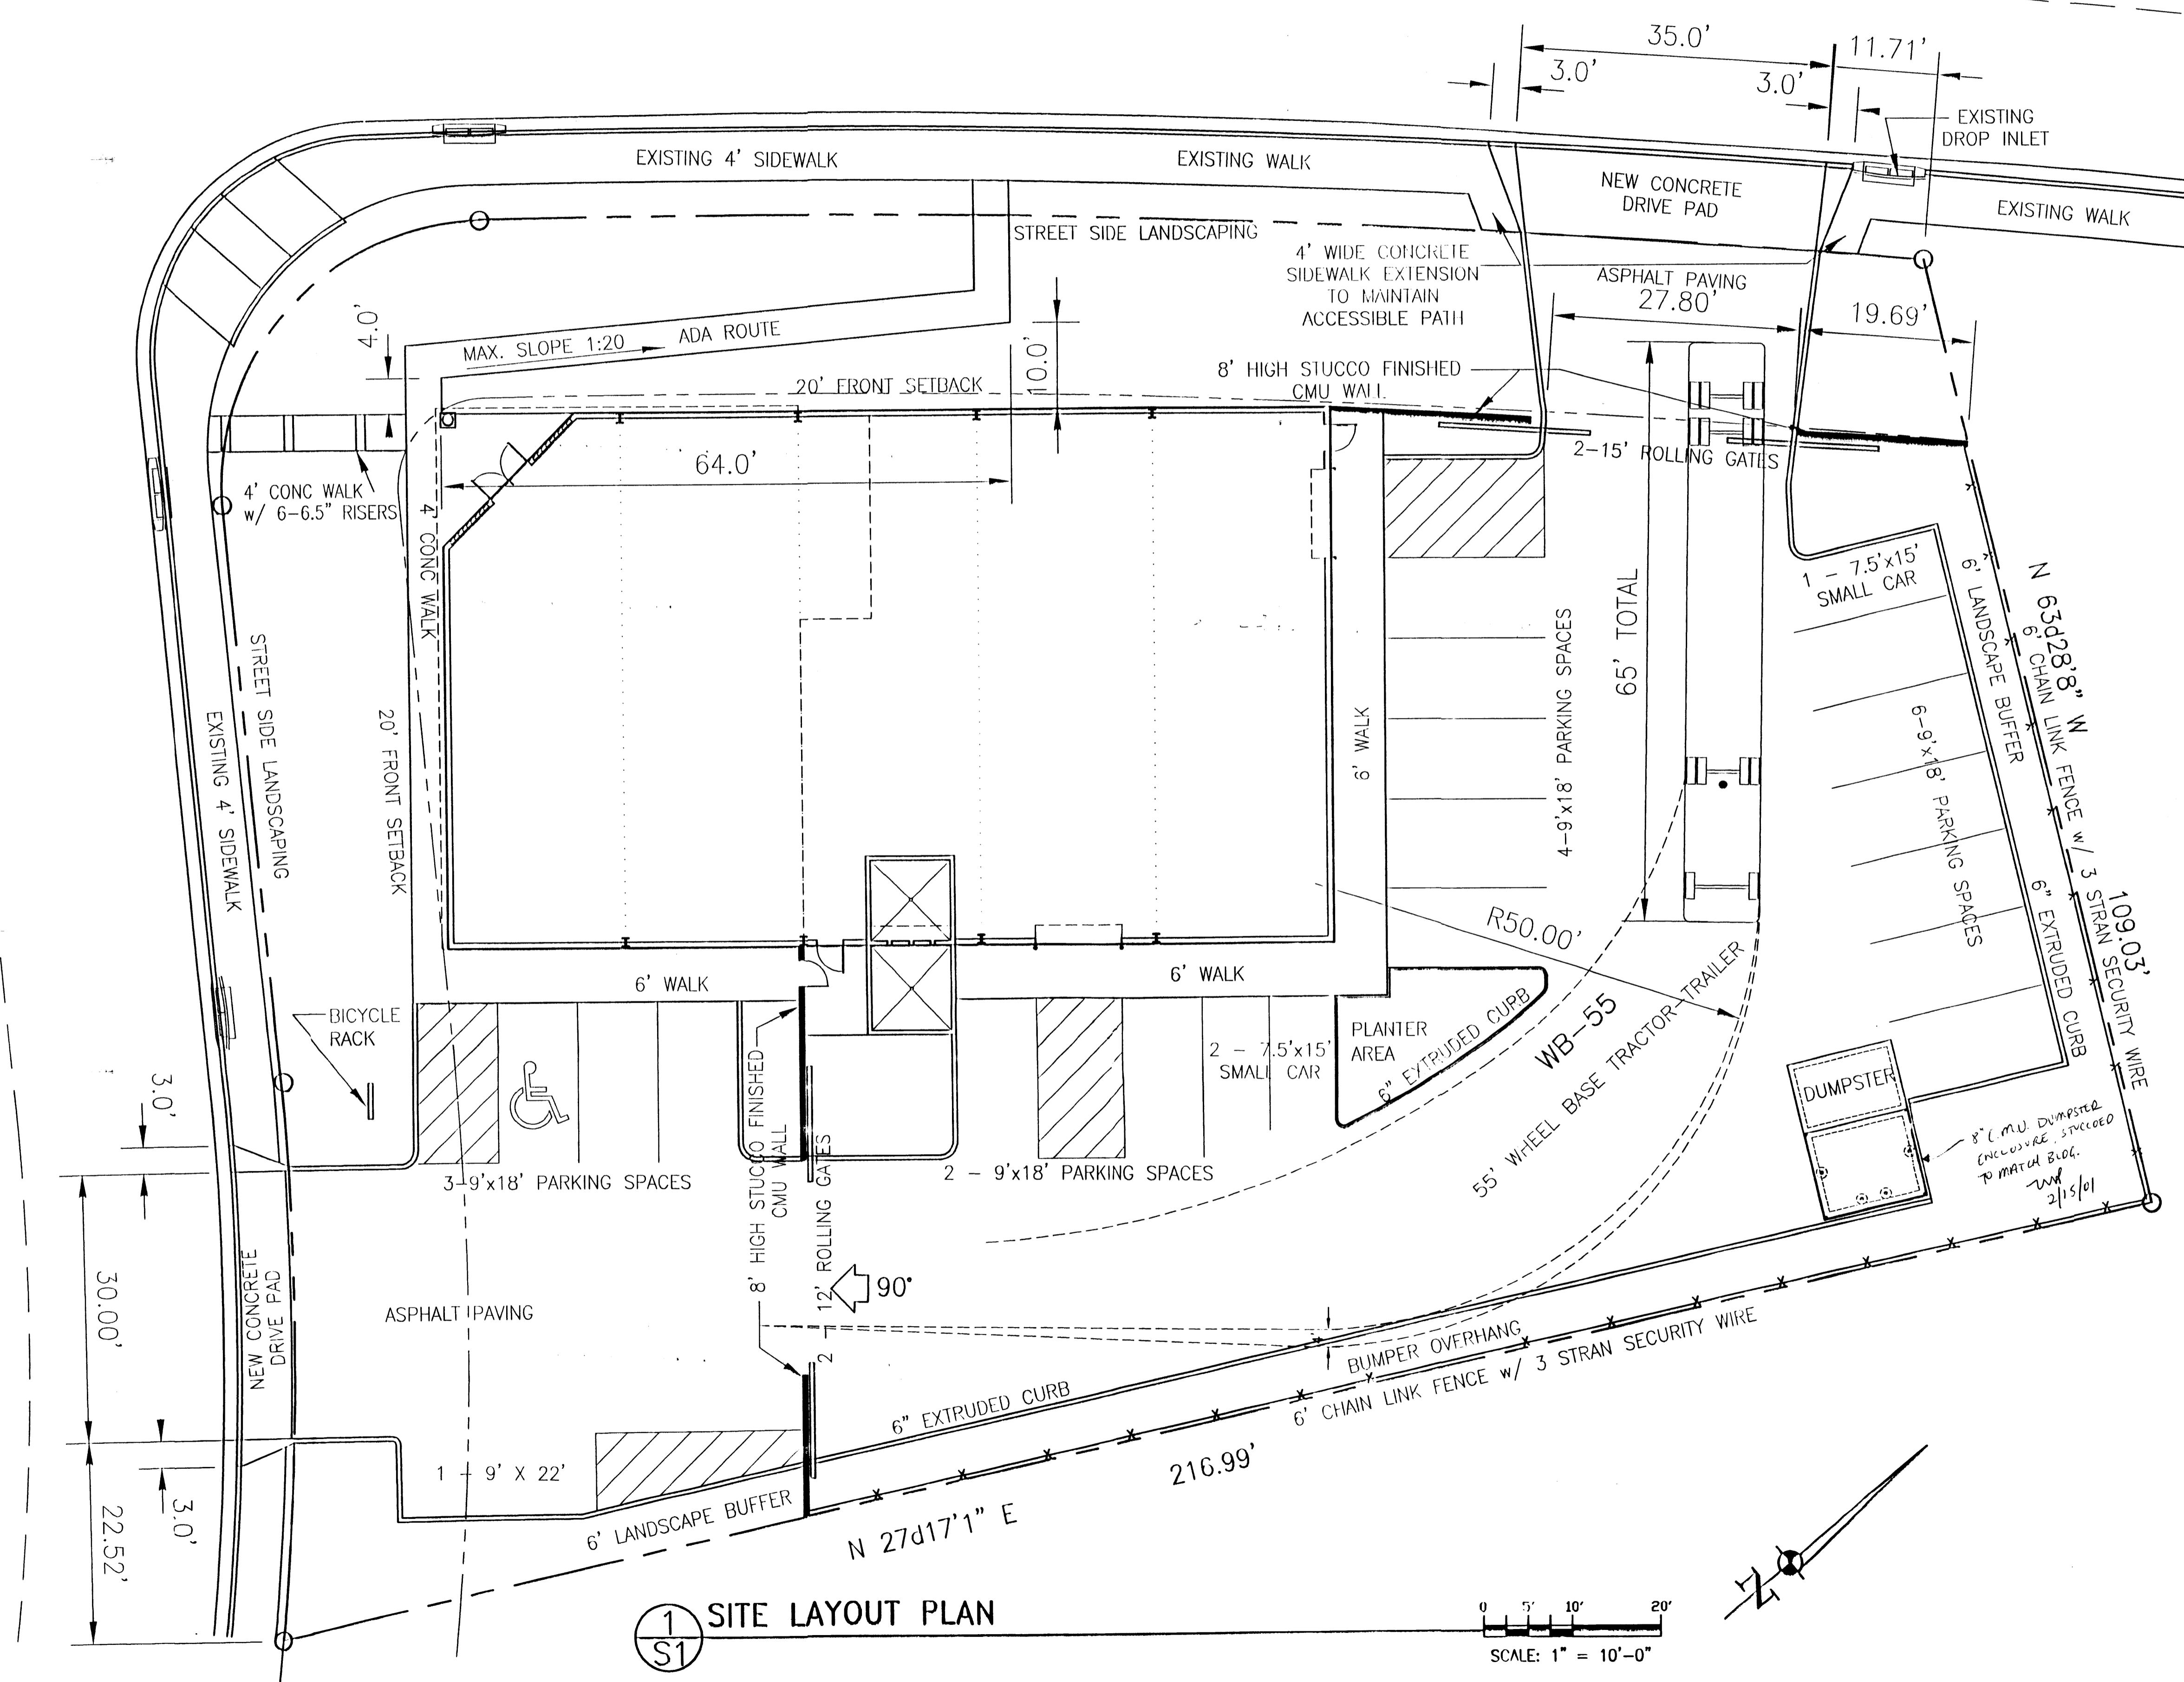 35.0'
11.71'
3.0'
3.0'
EXISTING
DROP INLET
EXISTING 4' SIDEWALK
EXISTING WALK
NEW CONCRETE
DRIVE PAD
EXISTING WALK
STREET SIDE LANDSCAPING
4' WIDE CONCRETE
SIDEWALK EXTENSION
TO MAINTAIN
ACCESSIBLE PATH
ASPHALT PAVING
27.80'
19.69'
4.0'
MAX. SLOPE 1:20
ADA ROUTE
10.0'
20' FRONT SETBACK
8' HIGH STUCCO FINISHED
CMU WALL
2-15' ROLLING GATES
64.0'
4' CONC WALK
w/ 6-6.5" RISERS
4' CONC WALK
1 - 7.5'x15'
SMALL CAR
6' LANDSCAPE BUFFER
N 63d28'8" W
109.03'
6' CHAIN LINK FENCE w/ 3 STRAN SECURITY WIRE
65' TOTAL
4-9'x18' PARKING SPACES
6' WALK
6-9'x18' PARKING SPACES
6" EXTRUDED CURB
STREET SIDE LANDSCAPING
EXISTING 4' SIDEWALK
20' FRONT SETBACK
R50.00'
WB-55
55' WHEEL BASE TRACTOR-TRAILER
6' WALK
6' WALK
BICYCLE
RACK
PLANTER
AREA
6" EXTRUDED CURB
2 - 7.5'x15'
SMALL CAR
DUMPSTER
8" C.M.U. DUMPSTER
ENCLOSURE, STUCCOED
TO MATCH BLDG.
2/15/01
3.0'
3-9'x18' PARKING SPACES
8' HIGH STUCCO FINISHED
CMU WALL
2 - 12' ROLLING GATES
2 - 9'x18' PARKING SPACES
90°
30.00'
NEW CONCRETE
DRIVE PAD
ASPHALT PAVING
BUMPER OVERHANG
6' CHAIN LINK FENCE w/ 3 STRAN SECURITY WIRE
6" EXTRUDED CURB
1 - 9' X 22'
3.0'
22.52'
6' LANDSCAPE BUFFER
216.99'
N 27d17'1" E
N
1
S1
SITE LAYOUT PLAN
0 5' 10' 20'
SCALE: 1" = 10'-0"